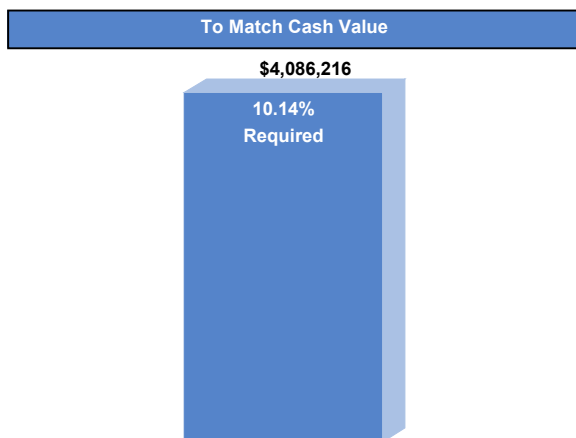 To Match Cash Value
$4,086,216
10.14%
Required